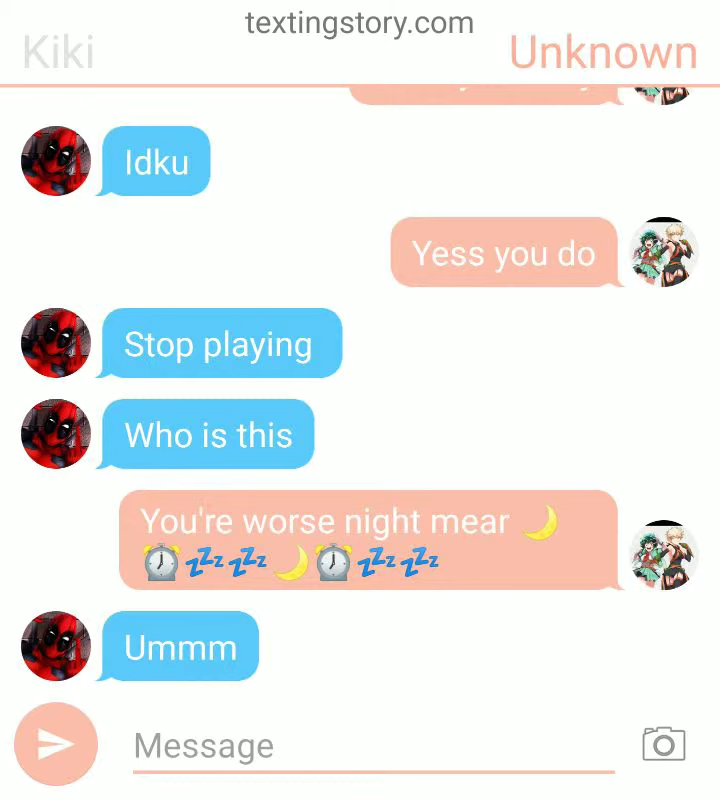 textingstory.com
Kiki
Unknown
Idku
Yess you do
Stop playing
Who is this
You're worse night mear 🌙
⏰💤💤🌙⏰💤💤
Ummm
Message